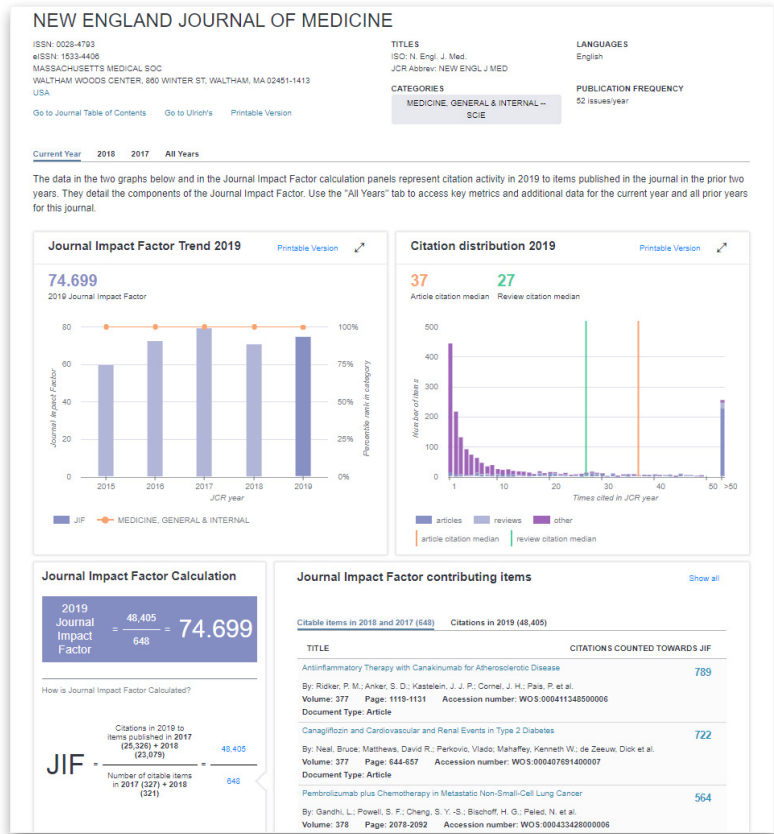 NEW ENGLAND JOURNAL OF MEDICINE
ISSN: 0028-4793
eISSN: 1533-4406
MASSACHUSETTS MEDICAL SOC
WALTHAM WOODS CENTER, 860 WINTER ST, WALTHAM, MA 02451-1413
USA
Go to Journal Table of Contents Go to Ulrich's Printable Version
TITLES
ISO: N. Engl. J. Med.
JCR Abbrev: NEW ENGL J MED
CATEGORIES
MEDICINE, GENERAL & INTERNAL --
SCIE
LANGUAGES
English
PUBLICATION FREQUENCY
52 issues/year
Current Year 2018 2017 All Years
The data in the two graphs below and in the Journal Impact Factor calculation panels represent citation activity in 2019 to items published in the journal in the prior two
years. They detail the components of the Journal Impact Factor. Use the "All Years" tab to access key metrics and additional data for the current year and all prior years
for this journal.
Journal Impact Factor Trend 2019 Printable Version
74.699
2019 Journal Impact Factor
80
60
40
20
0
Journal Impact Factor
100%
75%
50%
25%
0%
Percentile rank in category
2015 2016 2017 2018 2019
JCR year
JIF MEDICINE, GENERAL & INTERNAL
Citation distribution 2019 Printable Version
37 27
Article citation median Review citation median
500
400
300
200
100
0
Number of items
1 10 20 30 40 50 >50
Times cited in JCR year
articles reviews other
article citation median review citation median
Journal Impact Factor Calculation
2019
Journal
Impact
Factor
= 48,405
648
= 74.699
How is Journal Impact Factor Calculated?
JIF =
Citations in 2019 to
items published in 2017
(25,326) + 2018
(23,079)
Number of citable items
in 2017 (327) + 2018
(321)
= 48,405
648
Journal Impact Factor contributing items Show all
Citable items in 2018 and 2017 (648) Citations in 2019 (48,405)
TITLE CITATIONS COUNTED TOWARDS JIF
Antiinflammatory Therapy with Canakinumab for Atherosclerotic Disease 789
By: Ridker, P. M.; Anker, S. D.; Kastelein, J. J. P.; Cornel, J. H.; Pais, P. et al.
Volume: 377 Page: 1119-1131 Accession number: WOS:000411348500006
Document Type: Article
Canagliflozin and Cardiovascular and Renal Events in Type 2 Diabetes 722
By: Neal, Bruce; Matthews, David R.; Perkovic, Vlado; Mahaffey, Kenneth W.; de Zeeuw, Dick et al.
Volume: 377 Page: 644-657 Accession number: WOS:000407691400007
Document Type: Article
Pembrolizumab plus Chemotherapy in Metastatic Non-Small-Cell Lung Cancer 564
By: Gandhi, L.; Powell, S. F.; Cheng, S. Y. -S.; Bischoff, H. G.; Peled, N. et al.
Volume: 378 Page: 2078-2092 Accession number: WOS:000433428000006